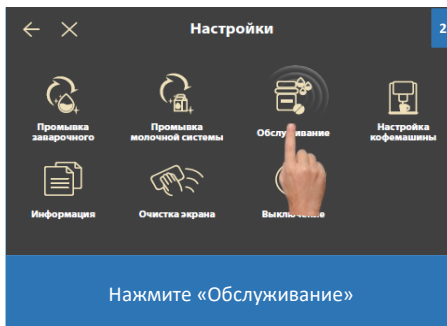 Настройки
2
Промывка
заварочного
Промывка
молочной системы
Обслуживание
Настройка
кофемашины
Информация
Очистка экрана
Выключение
Нажмите «Обслуживание»